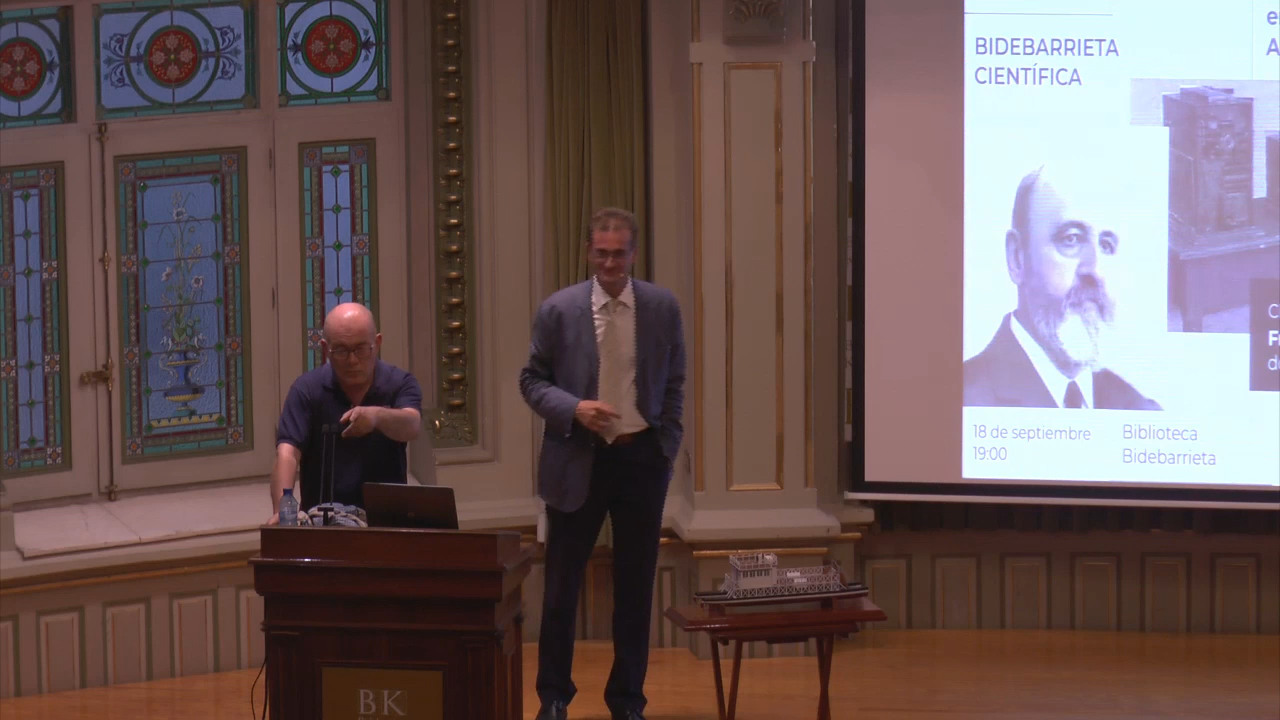 BIDEBARRIETA
CIENTÍFICA
18 de septiembre
19:00
Biblioteca
Bidebarrieta
BK